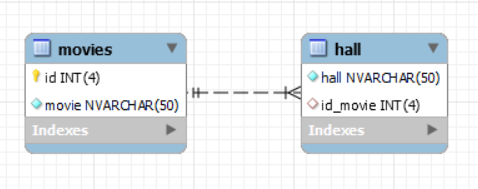 movies
id INT(4)
movie NVARCHAR(50)
Indexes
hall
hall NVARCHAR(50)
id_movie INT(4)
Indexes